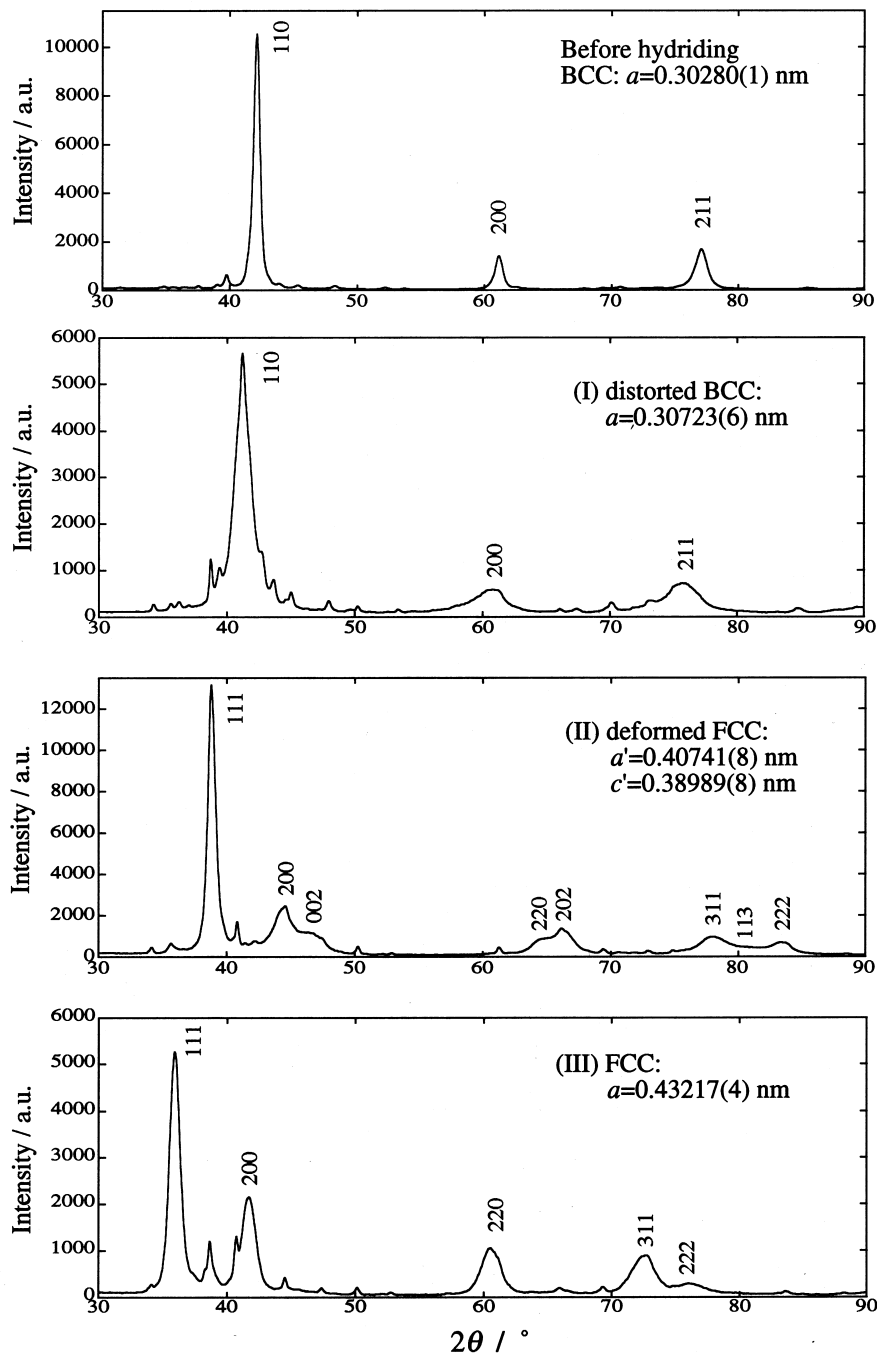 Intensity / a.u.
10000
8000
6000
4000
2000
0
110
200
211
Before hydriding
BCC: a=0.30280(1) nm
30 40 50 60 70 80 90
Intensity / a.u.
6000
5000
4000
3000
2000
1000
0
110
200
211
(I) distorted BCC:
a=0.30723(6) nm
30 40 50 60 70 80 90
Intensity / a.u.
12000
10000
8000
6000
4000
2000
0
111
200
002
220
202
311
113
222
(II) deformed FCC:
a'=0.40741(8) nm
c'=0.38989(8) nm
30 40 50 60 70 80 90
Intensity / a.u.
6000
5000
4000
3000
2000
1000
0
111
200
220
311
222
(III) FCC:
a=0.43217(4) nm
30 40 50 60 70 80 90
2θ / °